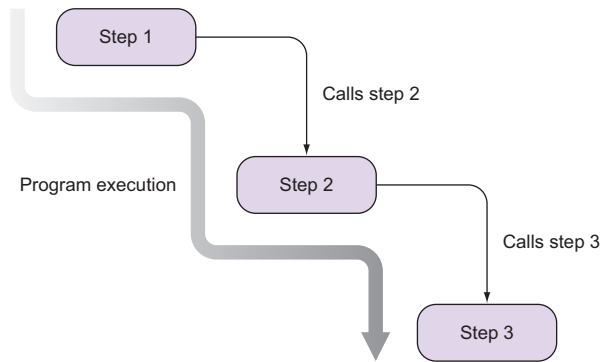 Step 1
Calls step 2
Program execution
Step 2
Calls step 3
Step 3